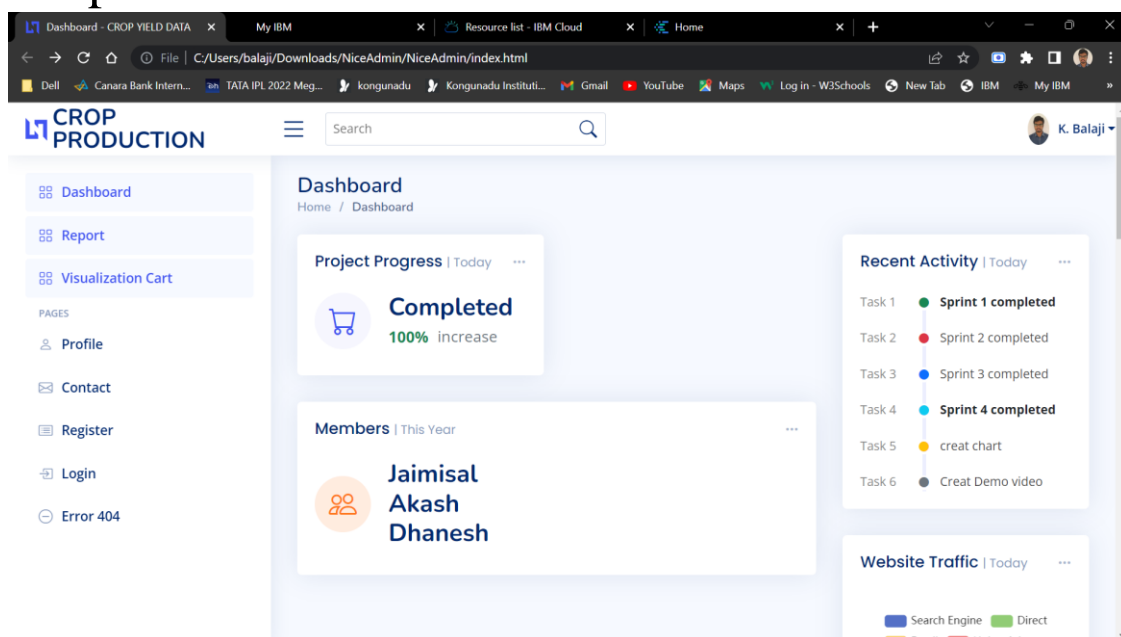 Dashboard - CROP YIELD DATA
My IBM
Resource list - IBM Cloud
Home
File | C:/Users/balaji/Downloads/NiceAdmin/NiceAdmin/index.html
Dell
Canara Bank Intern...
TATA IPL 2022 Meg...
kongunadu
Kongunadu Instituti...
Gmail
YouTube
Maps
Log in - W3Schools
New Tab
IBM
My IBM
»
CROP
PRODUCTION
Search
K. Balaji
Dashboard
Report
Visualization Cart
PAGES
Profile
Contact
Register
Login
Error 404
Dashboard
Home / Dashboard
Project Progress | Today
Completed
100% increase
Members | This Year
Jaimisal
Akash
Dhanesh
Recent Activity | Today
Task 1 Sprint 1 completed
Task 2 Sprint 2 completed
Task 3 Sprint 3 completed
Task 4 Sprint 4 completed
Task 5 creat chart
Task 6 Creat Demo video
Website Traffic | Today
Search Engine Direct